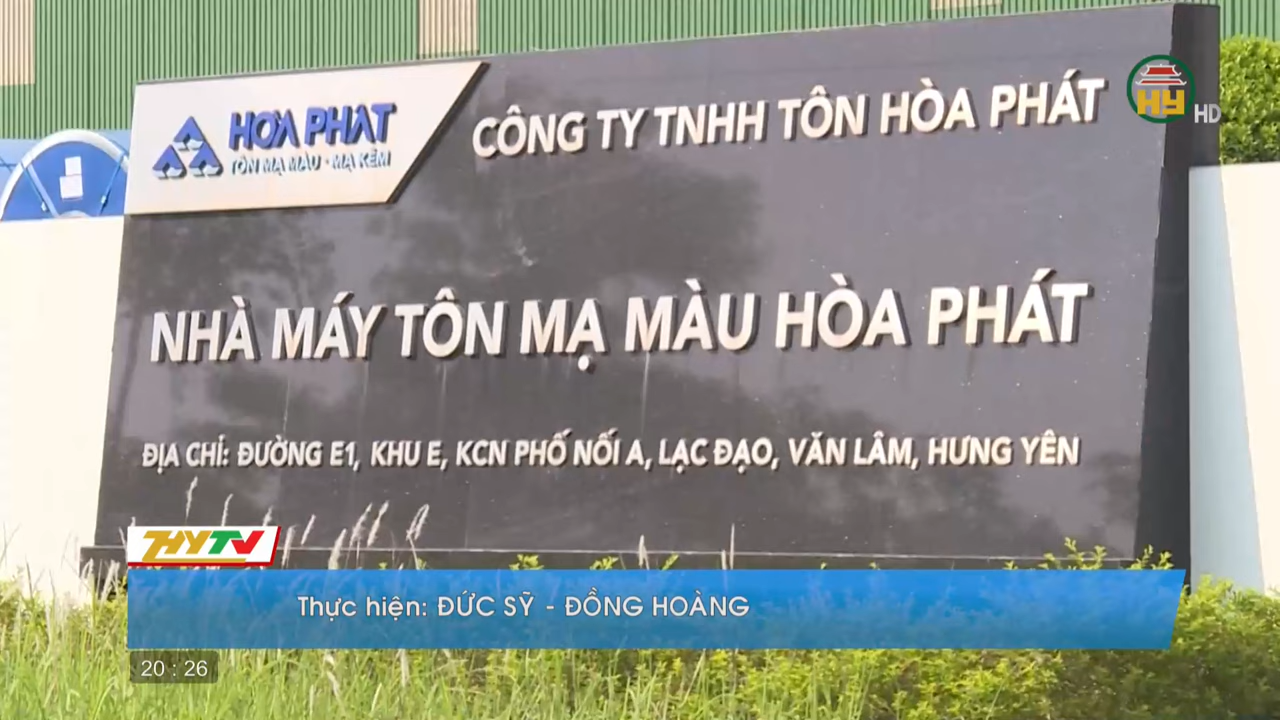 HÒA PHÁT
TÔN MẠ MÀU - MẠ KẼM
CÔNG TY TNHH TÔN HÒA PHÁT
HY HD
NHÀ MÁY TÔN MẠ MÀU HÒA PHÁT
ĐỊA CHỈ: ĐƯỜNG E1, KHU E, KCN PHỐ NỐI A, LẠC ĐẠO, VĂN LÂM, HƯNG YÊN
HYTV
Thực hiện: ĐỨC SỸ - ĐỒNG HOÀNG
20 : 26